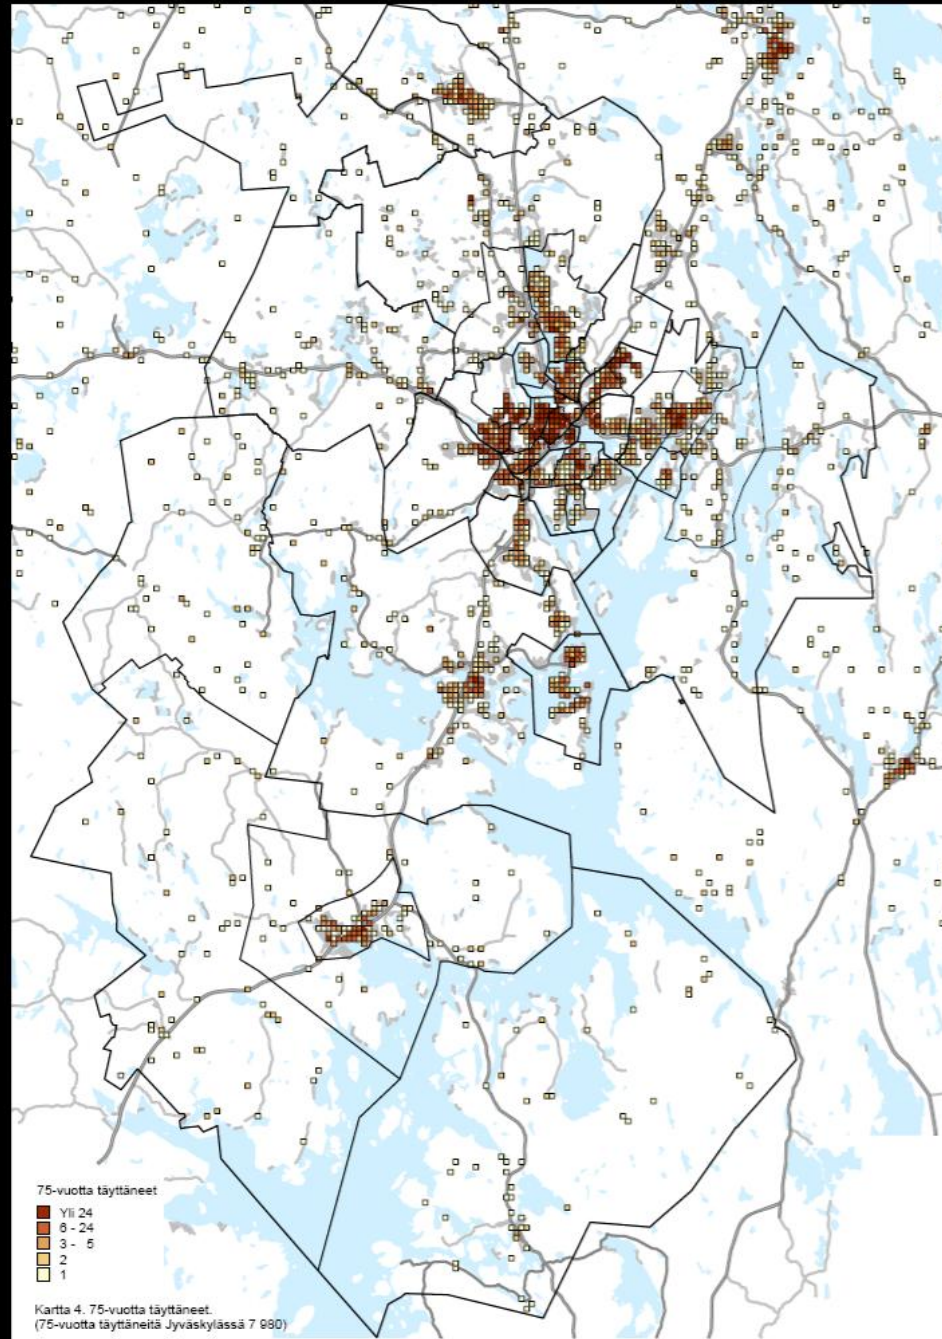 75-vuotta täyttäneet
Yli 24
6 - 24
3 - 5
2
1
Kartta 4. 75-vuotta täyttäneet.
(75-vuotta täyttäneitä Jyväskylässä 7 980)